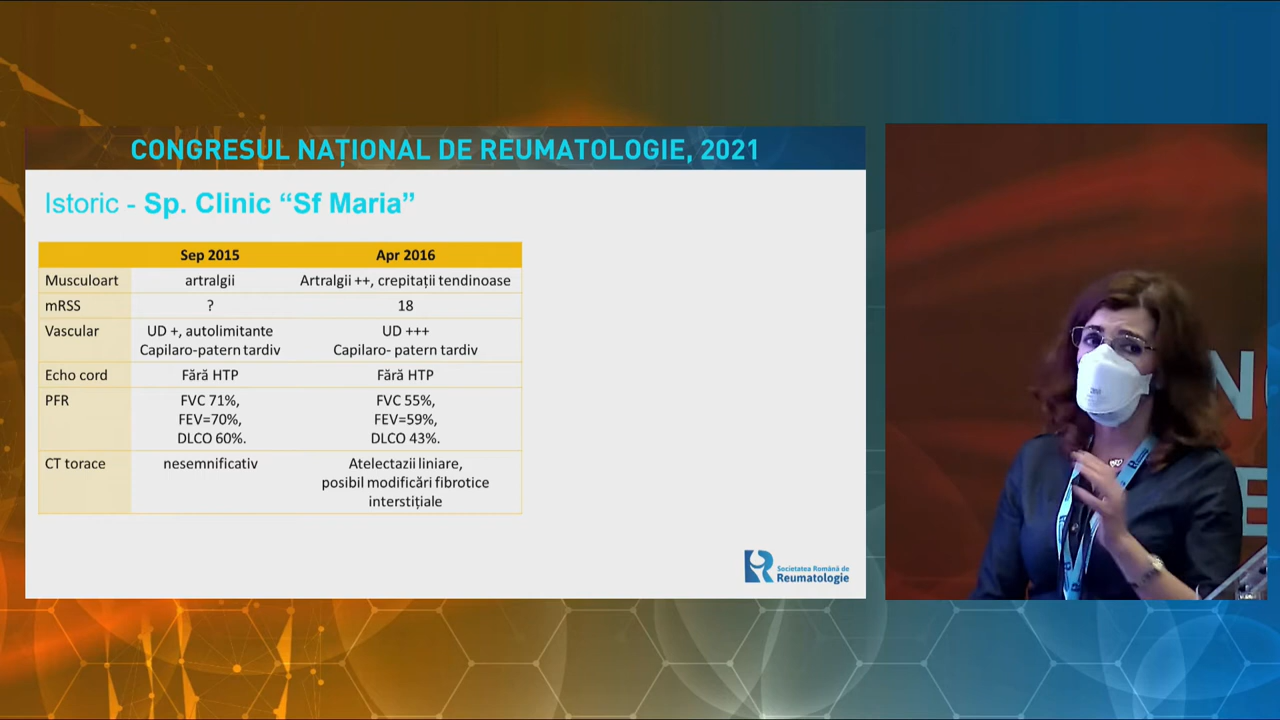 CONGRESUL NAȚIONAL DE REUMATOLOGIE, 2021
Istoric - Sp. Clinic “Sf Maria”
Sep 2015 Apr 2016
Musculoart artralgii Artralgii ++, crepitații tendinoase
mRSS ? 18
Vascular UD +, autolimitante UD +++
Capilaro-patern tardiv Capilaro- patern tardiv
Echo cord Fără HTP Fără HTP
PFR FVC 71%, FVC 55%,
FEV=70%, FEV=59%,
DLCO 60%. DLCO 43%.
CT torace nesemnificativ Atelectazii liniare,
posibil modificări fibrotice
interstițiale
Societatea Română de
Reumatologie
N
E